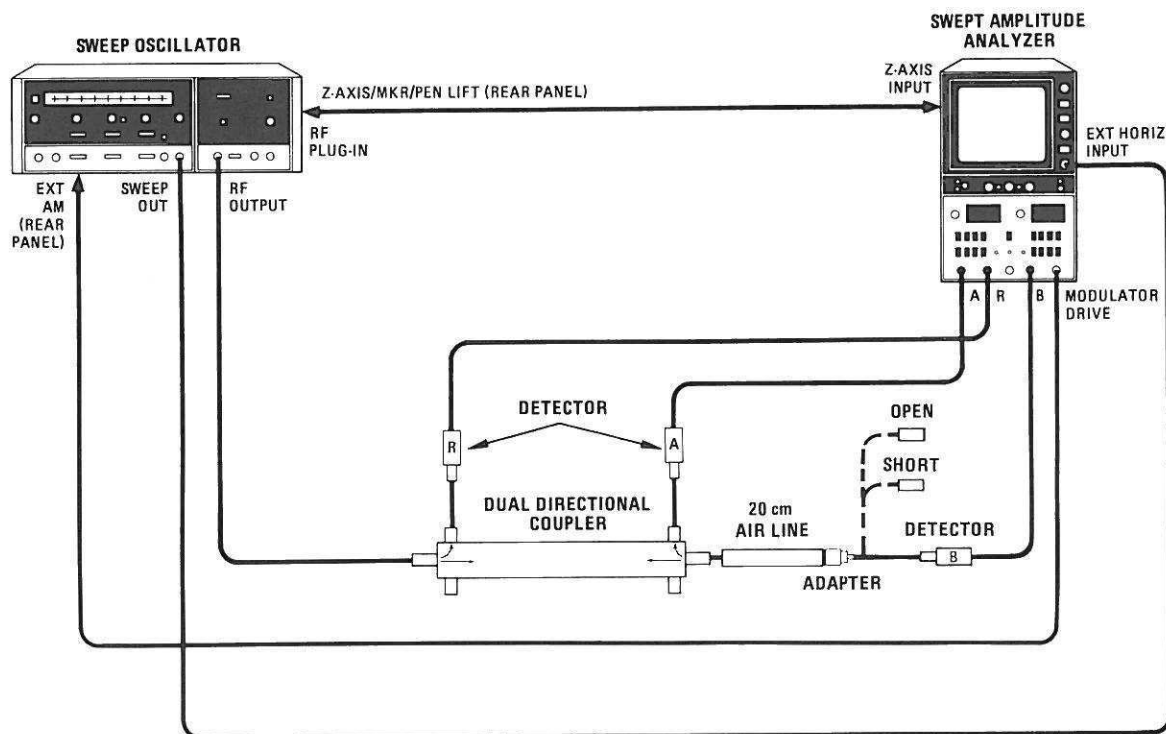 SWEEP OSCILLATOR
SWEPT AMPLITUDE
ANALYZER
Z-AXIS
INPUT
Z-AXIS/MKR/PEN LIFT (REAR PANEL)
RF
PLUG-IN
EXT HORIZ
INPUT
EXT
AM
(REAR
PANEL)
SWEEP
OUT
RF
OUTPUT
A
R
B
MODULATOR
DRIVE
DETECTOR
R
A
OPEN
SHORT
DUAL DIRECTIONAL
COUPLER
20 cm
AIR LINE
DETECTOR
B
ADAPTER